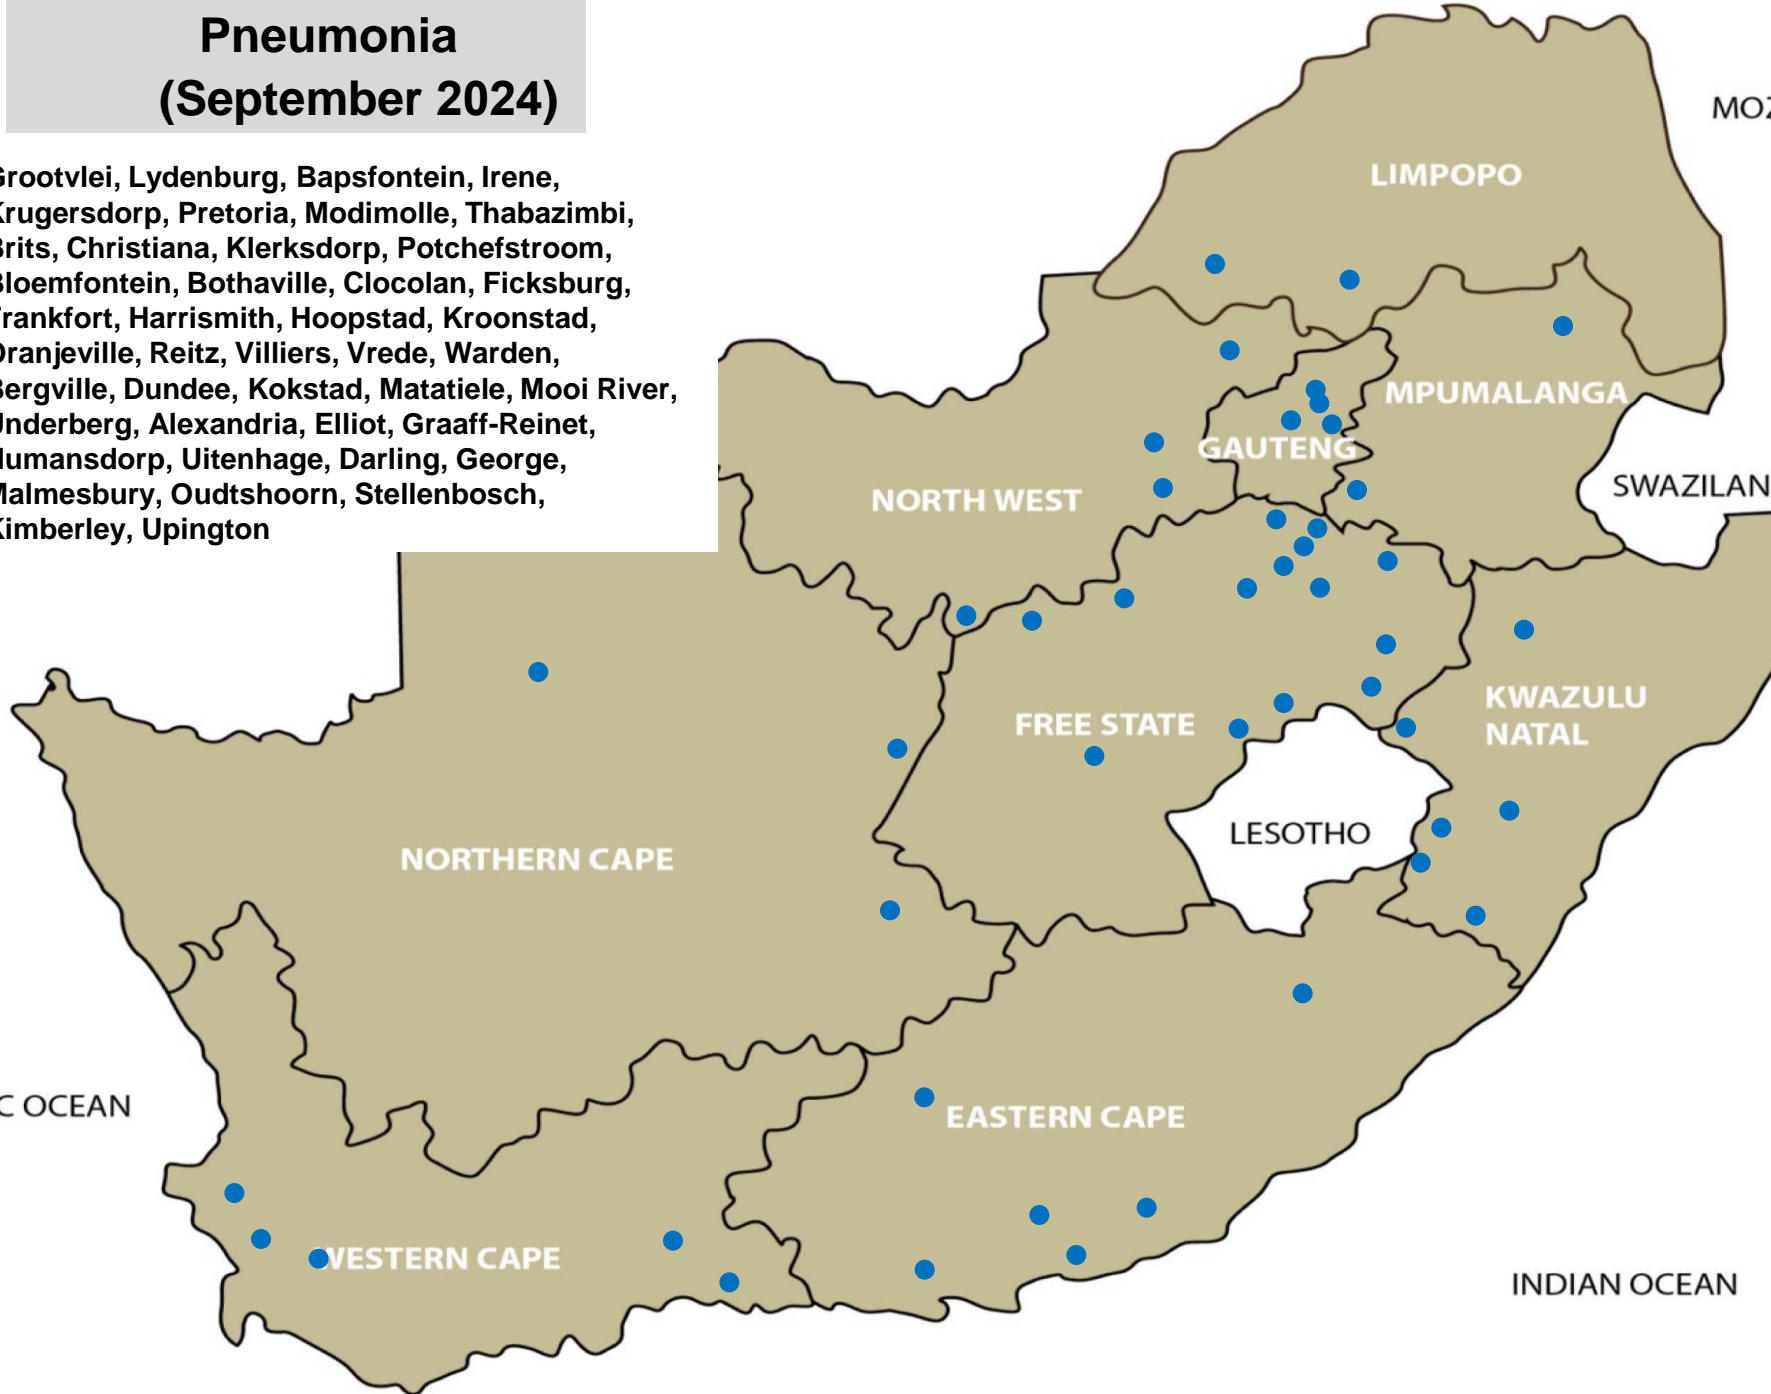 Pneumonia
(September 2024)
Grootvlei, Lydenburg, Bapsfontein, Irene,
Krugersdorp, Pretoria, Modimolle, Thabazimbi,
Brits, Christiana, Klerksdorp, Potchefstroom,
Bloemfontein, Bothaville, Clocolan, Ficksburg,
Frankfort, Harrismith, Hoopstad, Kroonstad,
Oranjeville, Reitz, Villiers, Vrede, Warden,
Bergville, Dundee, Kokstad, Matatiele, Mooi River,
Underberg, Alexandria, Elliot, Graaff-Reinet,
Humansdorp, Uitenhage, Darling, George,
Malmesbury, Oudtshoorn, Stellenbosch,
Kimberley, Upington
MOZ
LIMPOPO
MPUMALANGA
GAUTENG
SWAZILAN
NORTH WEST
KWAZULU
NATAL
FREE STATE
LESOTHO
NORTHERN CAPE
C OCEAN
EASTERN CAPE
WESTERN CAPE
INDIAN OCEAN